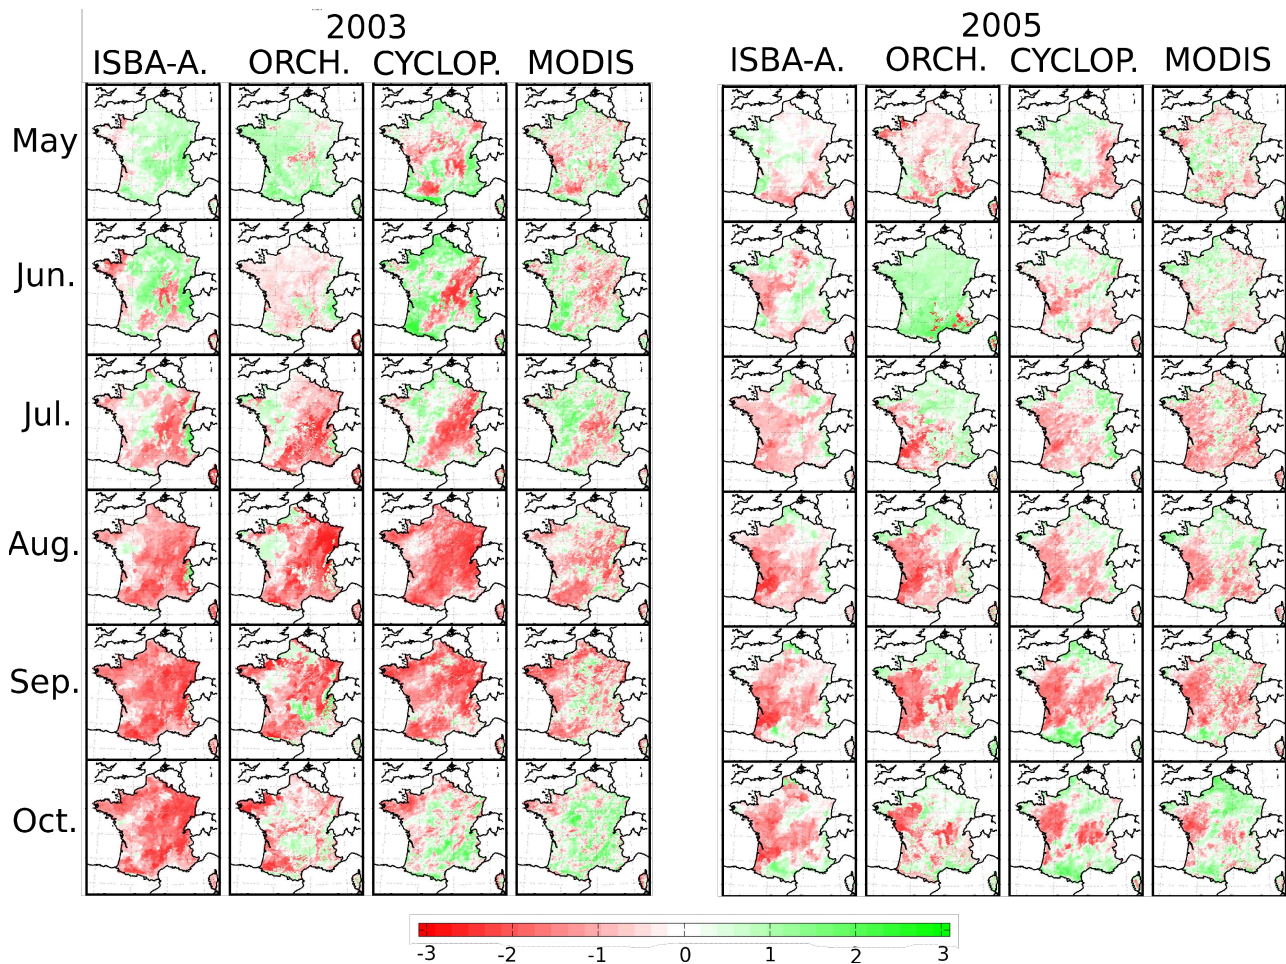 2003 2005
ISBA-A. ORCH. CYCLOP. MODIS ISBA-A. ORCH. CYCLOP. MODIS
May
Jun.
Jul.
Aug.
Sep.
Oct.
-3 -2 -1 0 1 2 3